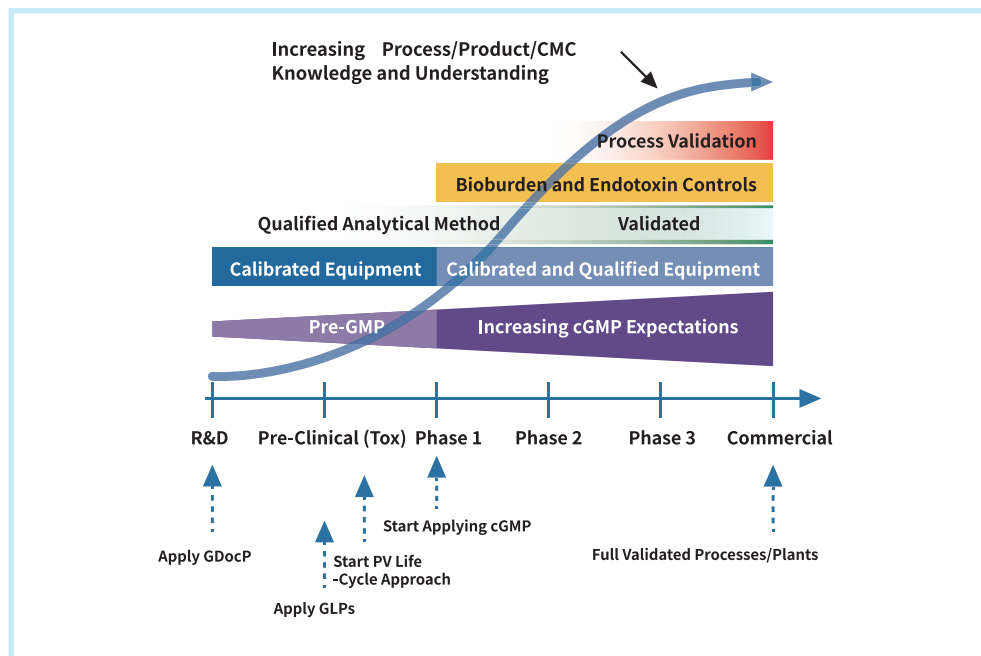 Increasing Process/Product/CMC
Knowledge and Understanding
Process Validation
Bioburden and Endotoxin Controls
Qualified Analytical Method
Validated
Calibrated Equipment
Calibrated and Qualified Equipment
Pre-GMP
Increasing cGMP Expectations
R&D
Pre-Clinical (Tox)
Phase 1
Phase 2
Phase 3
Commercial
Start Applying cGMP
Apply GDocP
Full Validated Processes/Plants
Start PV Life
-Cycle Approach
Apply GLPs